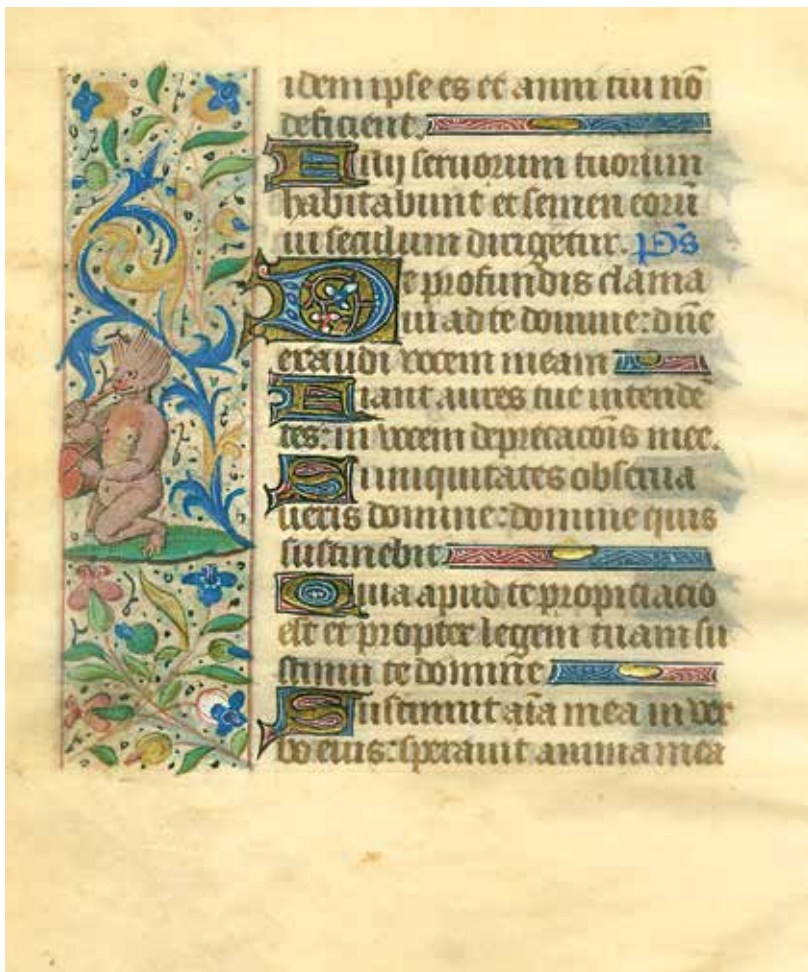 idem ipse es et anni tui nō
deficient.
Filij seruorum tuorum
habitabunt et semen eorū
in seculum dirigetur. Ps
De profundis clama
ui ad te domine: dn̄e
exaudi vocem meam
Fiant aures tue intende
tes: in vocem deprecacōis mee.
Si iniquitates obserua
ueris domine: domine quis
sustinebit
Quia apud te propiciacio
est et propter legem tuam su
stinui te domin̄e
Sustinuit aīa mea in ver
bo eius: sperauit anima mea